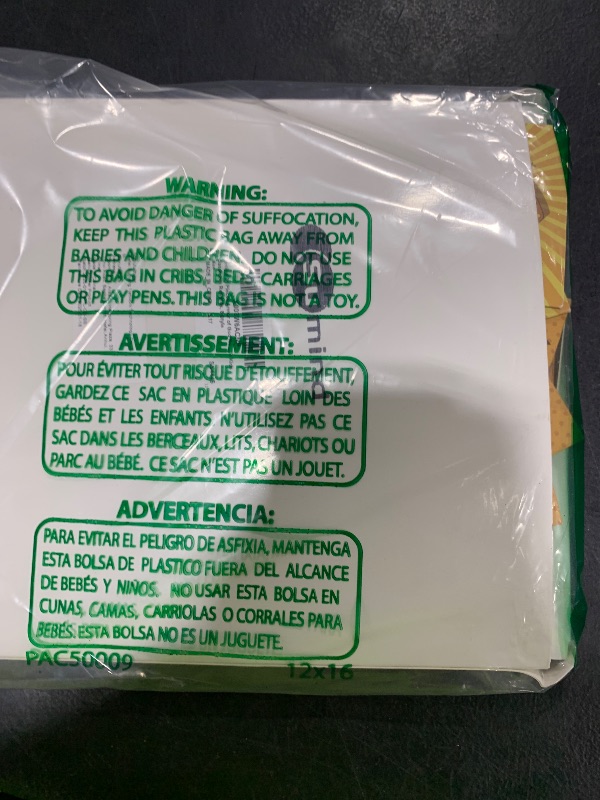 WARNING:
TO AVOID DANGER OF SUFFOCATION,
KEEP THIS PLASTIC BAG AWAY FROM
BABIES AND CHILDREN. DO NOT USE
THIS BAG IN CRIBS, BEDS, CARRIAGES
OR PLAY PENS. THIS BAG IS NOT A TOY.
AVERTISSEMENT:
POUR ÉVITER TOUT RISQUE D'ÉTOUFFEMENT,
GARDEZ CE SAC EN PLASTIQUE LOIN DES
BÉBÉS ET LES ENFANTS. N'UTILISEZ PAS CE
SAC DANS LES BERCEAUX, LITS, CHARIOTS OU
PARC AU BÉBÉ. CE SAC N'EST PAS UN JOUET.
ADVERTENCIA:
PARA EVITAR EL PELIGRO DE ASFIXIA, MANTENGA
ESTA BOLSA DE PLASTICO FUERA DEL ALCANCE
DE BEBÉS Y NIÑOS. NO USAR ESTA BOLSA EN
CUNAS, CAMAS, CARRIOLAS O CORRALES PARA
BEBÉS. ESTA BOLSA NO ES UN JUGUETE.
PAC50009 12x16
mind